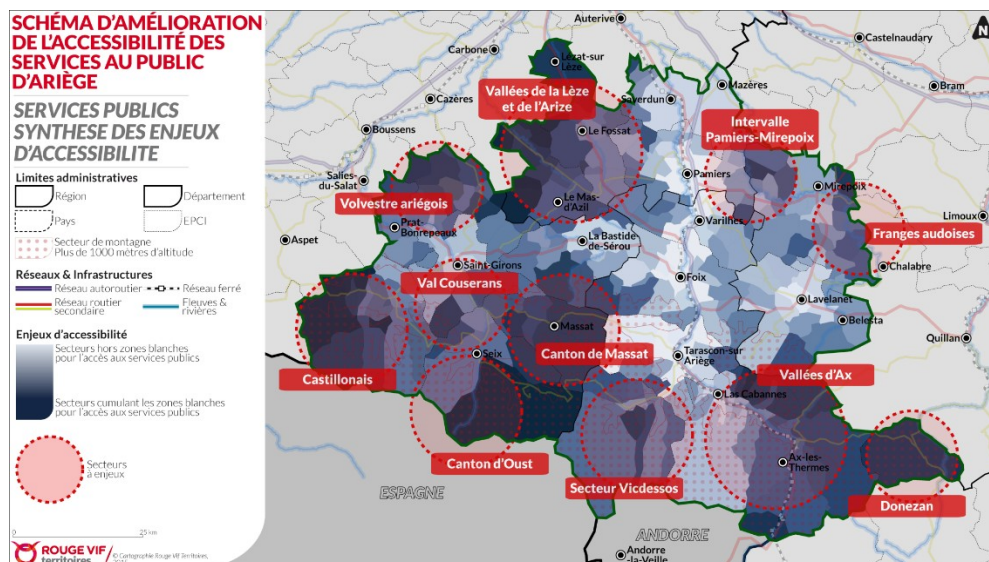 SCHÉMA D'AMÉLIORATION
DE L'ACCESSIBILITÉ DES
SERVICES AU PUBLIC
D'ARIÈGE
SERVICES PUBLICS
SYNTHESE DES ENJEUX
D'ACCESSIBILITE
Limites administratives
Région
Département
Pays
EPCI
Secteur de montagne
Plus de 1000 mètres d'altitude
Réseaux & Infrastructures
Réseau autoroutier
Réseau ferré
Réseau routier
secondaire
Fleuves &
rivières
Enjeux d'accessibilité
Secteurs hors zones blanches
pour l'accès aux services publics
Secteurs cumulant les zones blanches
pour l'accès aux services publics
Secteurs
à enjeu
0
25 km
ROUGE VIF
territoires
© Cartographie Rouge Vif Territoires,
N
Auterive
Castelnaudary
Carbone
Lézat-sur
Lèze
Mazères
Bram
Cazères
Vallées de la Lèze
et de l'Arize
Saverdun
Boussens
Le Fossat
Intervalle
Pamiers-Mirepoix
Salies-
du-Salat
Pamiers
Mirepoix
Volvestre ariégois
Le Mas-
d'Azil
Limoux
Prat-
Bonrepeaux
Varilhes
Franges audoises
Aspet
La Bastide
de-Sérou
Chalabre
Saint-Girons
Foix
Val Couserans
Lavelanet
Massat
Belesta
Quillan
Canton de Massat
Seix
Tarascon-sur
Ariège
Castillonais
Vallées d'Ax
Las Cabannes
Canton d'Oust
Ax-les-
Thermes
Secteur Vicdessos
Donezan
ESPAGNE
ANDORRE
Andorre
-la-Veille